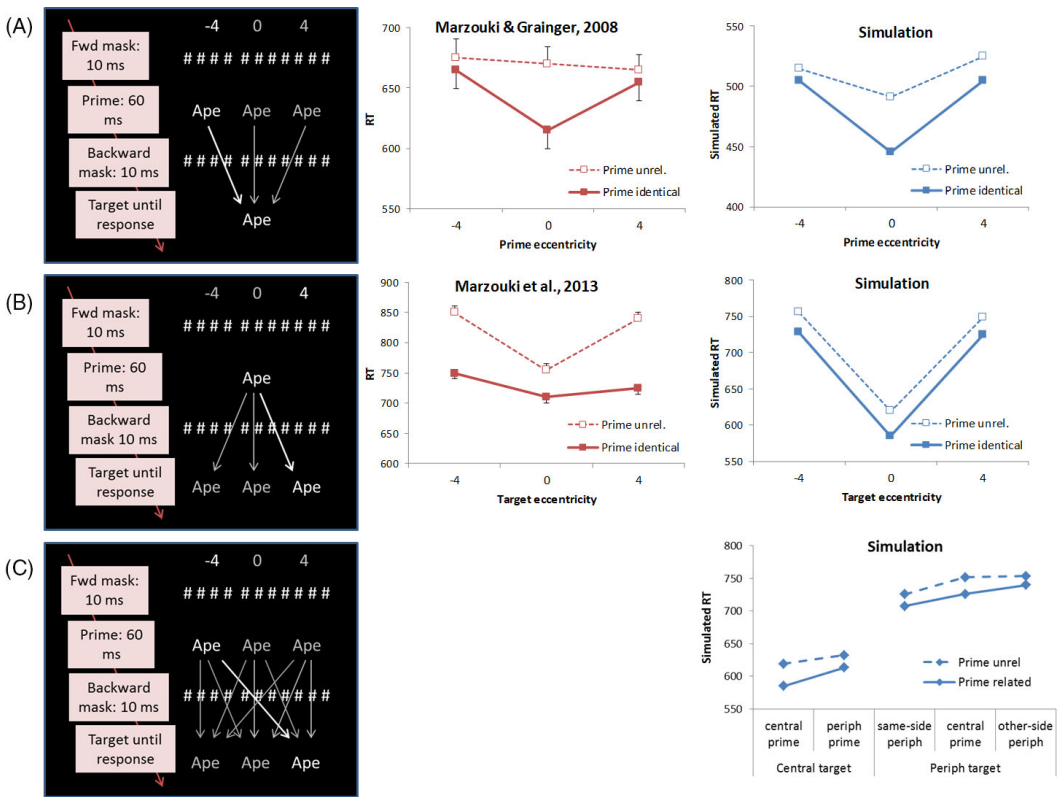 (A)
-4 0 4
Fwd mask:
10 ms
# # # # # # # # # # #
Prime: 60
ms
Ape Ape Ape
Backward
mask: 10 ms
# # # # # # # # # # #
Target until
response
Ape
Marzouki & Grainger, 2008
700
650
600
550
RT
Prime unrel.
Prime identical
-4 0 4
Prime eccentricity
Simulation
550
500
450
400
Simulated RT
Prime unrel.
Prime identical
-4 0 4
Prime eccentricity
(B)
-4 0 4
Fwd mask:
10 ms
# # # # # # # # # # #
Prime: 60
ms
Ape
Backward
mask 10 ms
# # # # # # # # # # #
Target until
response
Ape Ape Ape
Marzouki et al., 2013
900
850
800
750
700
650
600
RT
Prime unrel.
Prime identical
-4 0 4
Target eccentricity
Simulation
800
750
700
650
600
550
Simulated RT
Prime unrel.
Prime identical
-4 0 4
Target eccentricity
(C)
-4 0 4
Fwd mask:
10 ms
# # # # # # # # # # #
Prime: 60
ms
Ape Ape Ape
Backward
mask: 10 ms
# # # # # # # # # # #
Target until
response
Ape Ape Ape
Simulation
800
750
700
650
600
550
Simulated RT
Prime unrel
Prime related
central prime
periph prime
same-side periph
central prime
other-side periph
Central target
Periph target